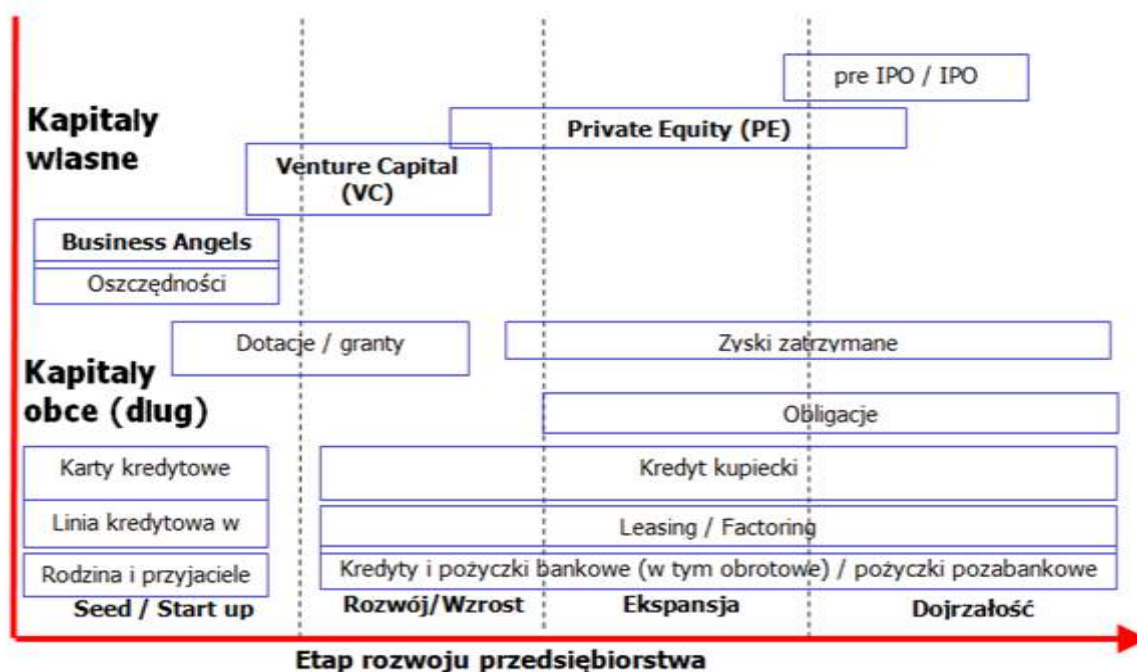 pre IPO / IPO
Kapitały
własne
Private Equity (PE)
Venture Capital
(VC)
Business Angels
Oszczędności
Dotacje / granty
Zyski zatrzymane
Kapitały
obce (dług)
Obligacje
Karty kredytowe
Kredyt kupiecki
Linia kredytowa w
Leasing / Factoring
Rodzina i przyjaciele
Kredyty i pożyczki bankowe (w tym obrotowe) / pożyczki pozabankowe
Seed / Start up
Rozwój/Wzrost
Ekspansja
Dojrzałość
Etap rozwoju przedsiębiorstwa